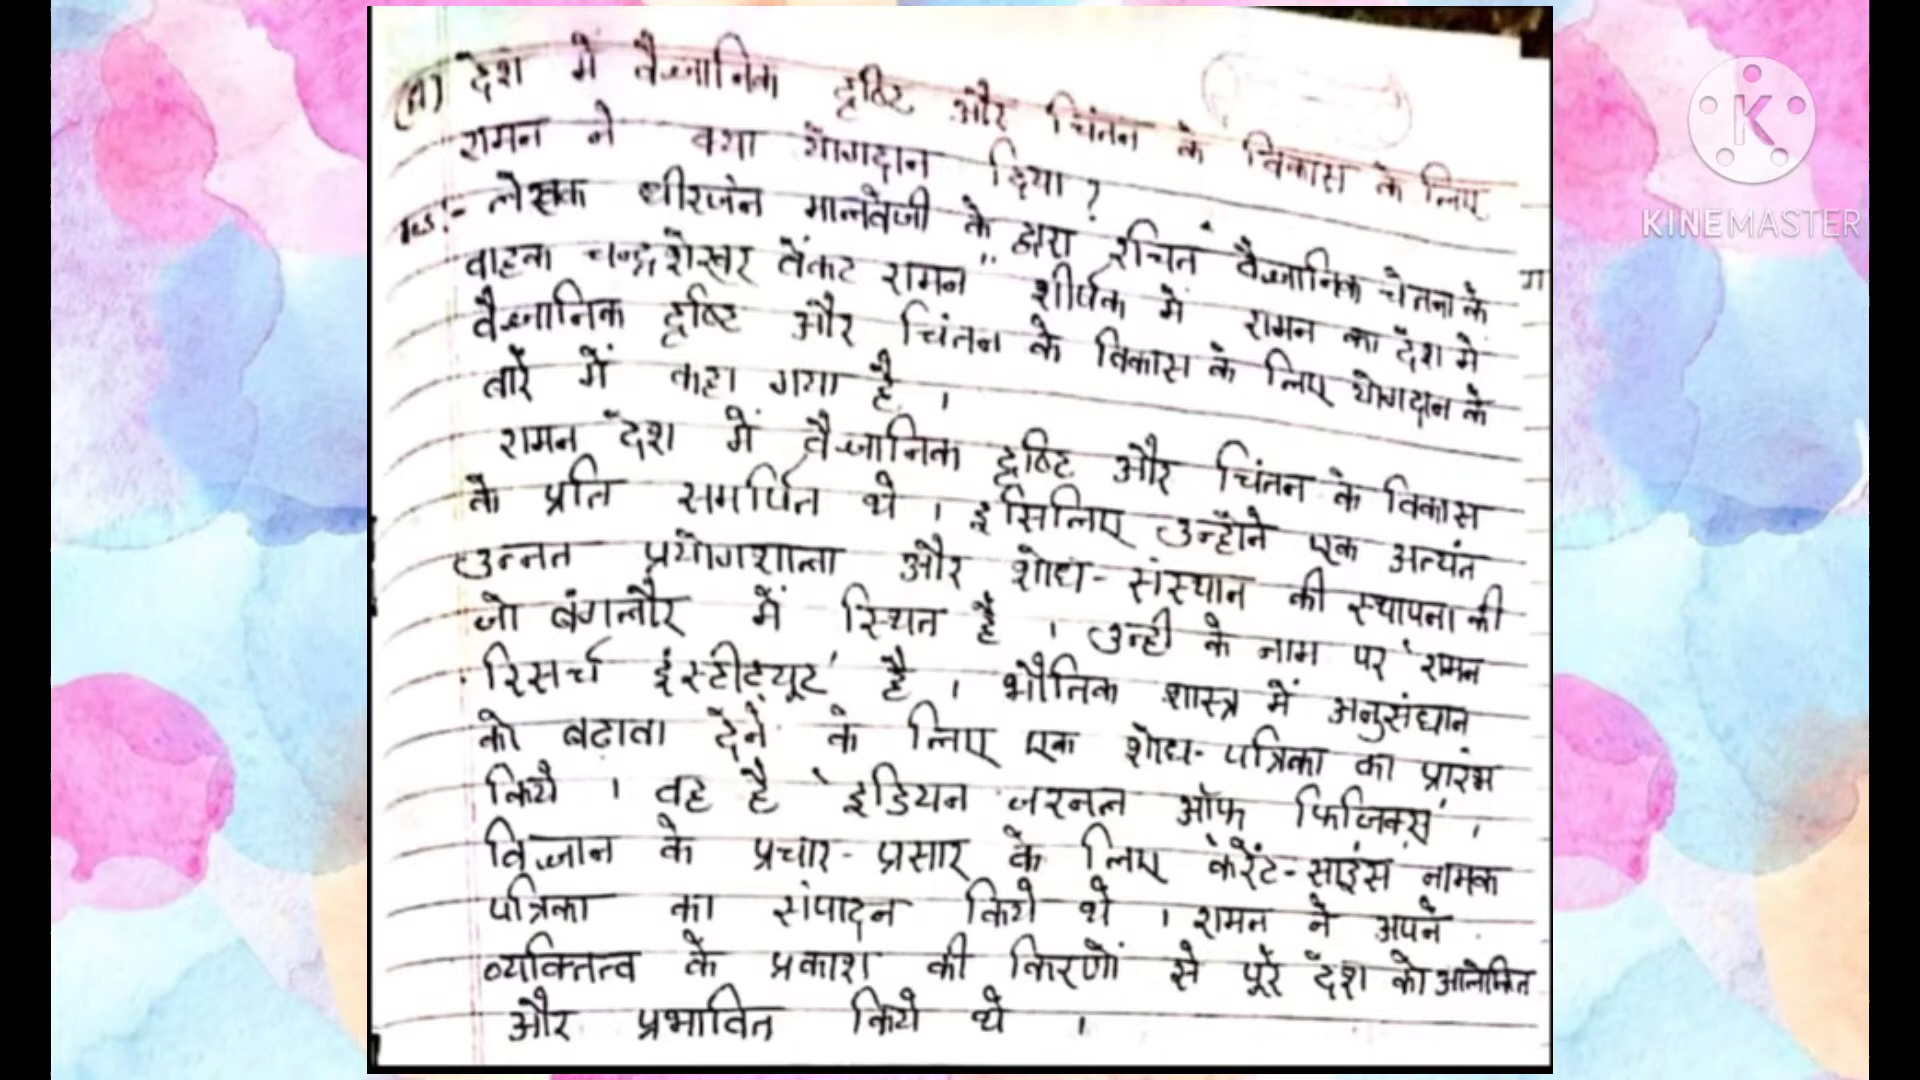 देश में वैज्ञानिक दृष्टि और चिंतन के विकास के लिए
रामन ने क्या योगदान दिया ?
Ans:- लेखक धीरंजन मालवेजी के द्वारा रचित वैज्ञानिक चेतना के
वाहक चन्द्रशेखर वेंकट रामन" शीर्षक में रामन का देश में
वैज्ञानिक दृष्टि और चिंतन के विकास के लिए योगदान के
बारे में कहा गया है ।
रामन देश में वैज्ञानिक दृष्टि और चिंतन के विकास
के प्रति समर्पित थे । इसिलिए उन्होंने एक अत्यंत
उन्नत प्रयोगशाला और शोध-संस्थान की स्थापना की
जो बंगलौर में स्थित है । उन्ही के नाम पर 'रामन
रिसर्च इंस्टीट्यूट' है । भौतिक शास्त्र में अनुसंधान
को बढावा देने के लिए एक शोध-पत्रिका का प्रारंभ
किये । वह है 'इंडियन जरनल ऑफ फिजिक्स' ।
विज्ञान के प्रचार-प्रसार के लिए करेंट-साइंस नामक
पत्रिका का संपादन किये थे । रामन ने अपने
व्यक्तित्व के प्रकाश की किरणों से पूरे देश को आलोकित
और प्रभावित किये थे ।
KINEMASTER